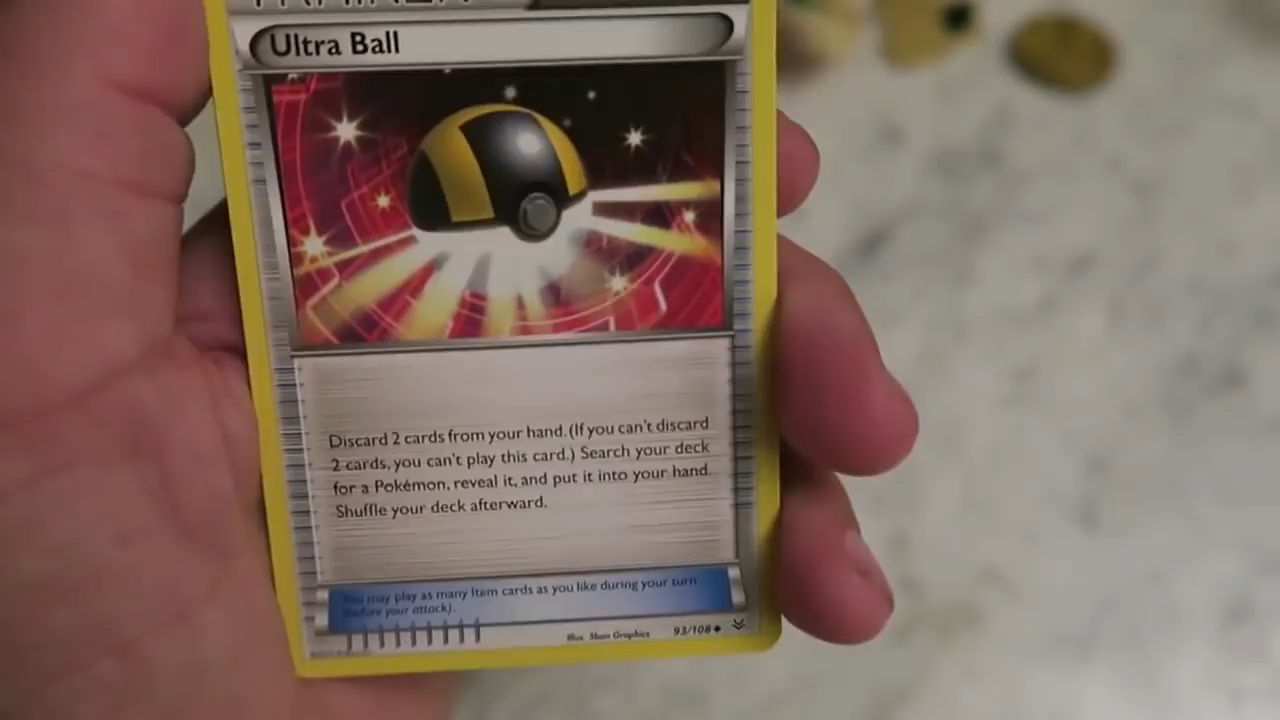 TRAINER
Ultra Ball
Discard 2 cards from your hand. (If you can't discard
2 cards, you can't play this card.) Search your deck
for a Pokémon, reveal it, and put it into your hand.
Shuffle your deck afterward.
You may play as many Item cards as you like during your turn
(before your attack).
Illus. 5ban Graphics 93/108